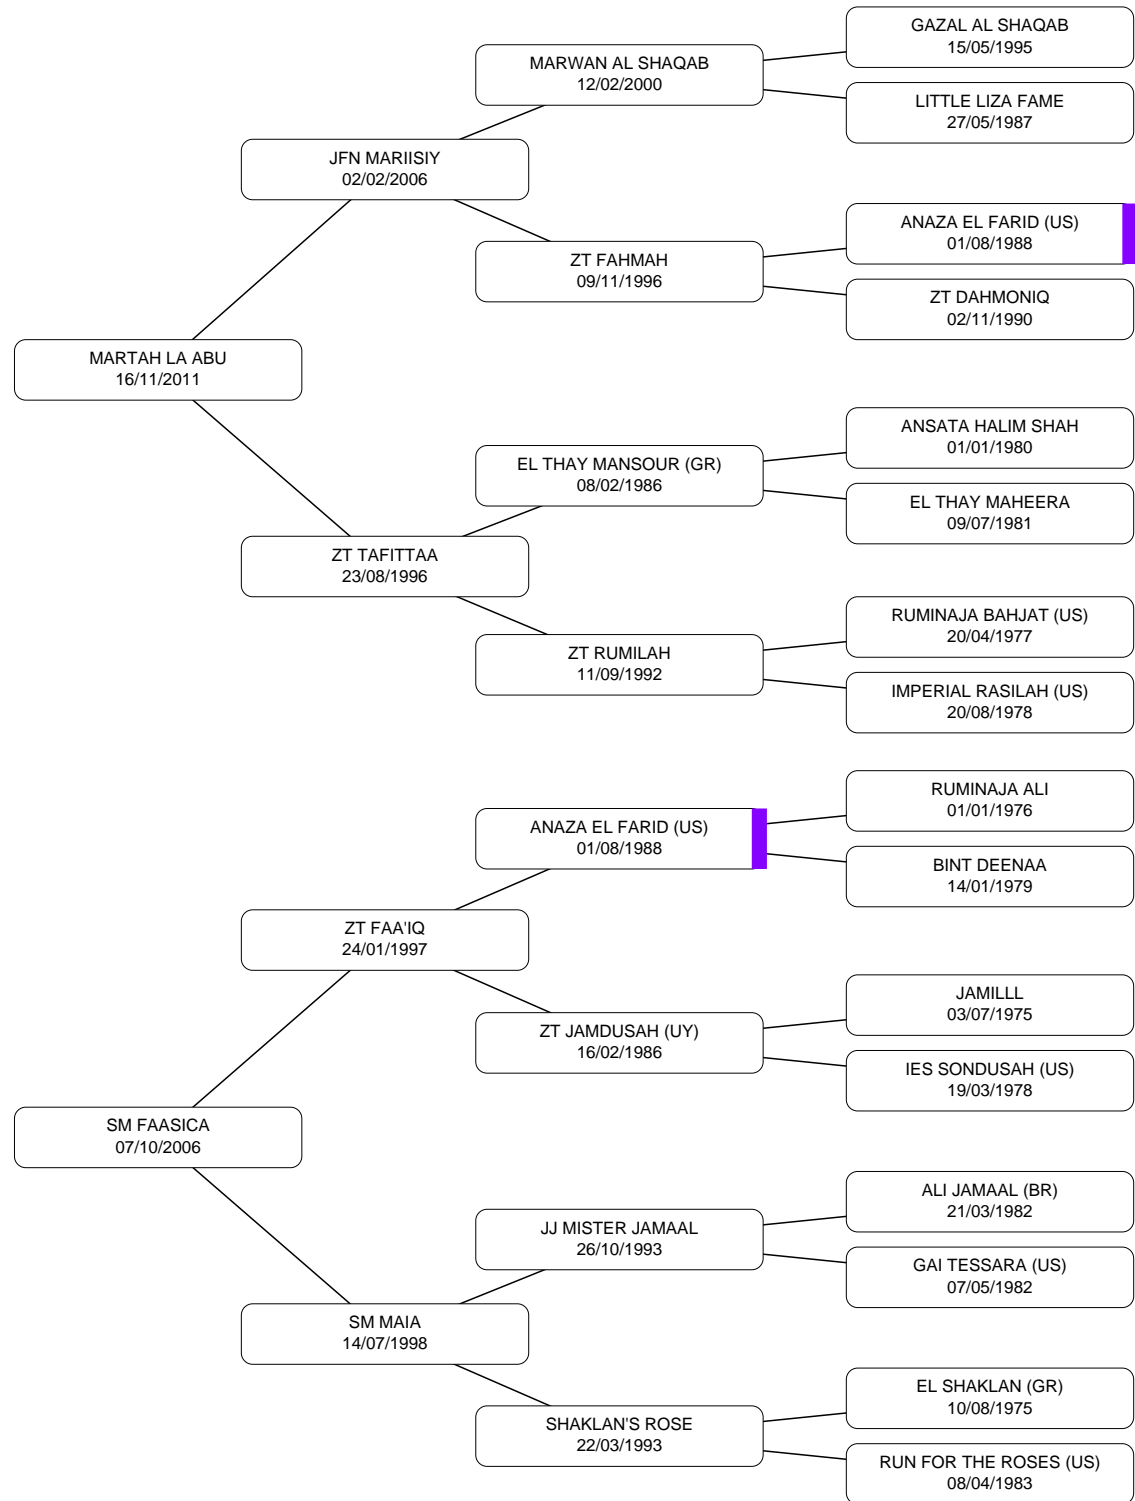 GAZAL AL SHAQAB
15/05/1995
MARWAN AL SHAQAB
12/02/2000
LITTLE LIZA FAME
27/05/1987
JFN MARIISIY
02/02/2006
ANAZA EL FARID (US)
01/08/1988
ZT FAHMAH
09/11/1996
ZT DAHMONIQ
02/11/1990
MARTAH LA ABU
16/11/2011
ANSATA HALIM SHAH
01/01/1980
EL THAY MANSOUR (GR)
08/02/1986
EL THAY MAHEERA
09/07/1981
ZT TAFITTAA
23/08/1996
RUMINAJA BAHJAT (US)
20/04/1977
ZT RUMILAH
11/09/1992
IMPERIAL RASILAH (US)
20/08/1978
RUMINAJA ALI
01/01/1976
ANAZA EL FARID (US)
01/08/1988
BINT DEENAA
14/01/1979
ZT FAA'IQ
24/01/1997
JAMILLL
03/07/1975
ZT JAMDUSAH (UY)
16/02/1986
IES SONDUSAH (US)
19/03/1978
SM FAASICA
07/10/2006
ALI JAMAAL (BR)
21/03/1982
JJ MISTER JAMAAL
26/10/1993
GAI TESSARA (US)
07/05/1982
SM MAIA
14/07/1998
EL SHAKLAN (GR)
10/08/1975
SHAKLAN'S ROSE
22/03/1993
RUN FOR THE ROSES (US)
08/04/1983